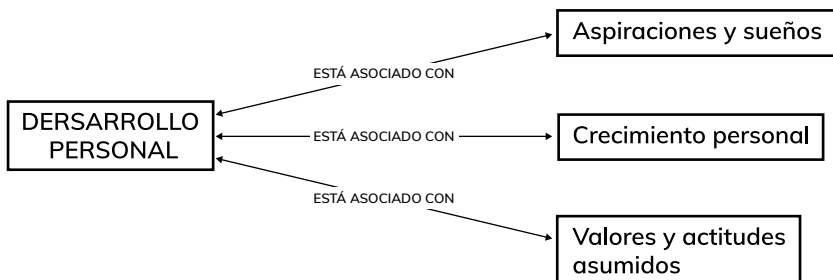 Aspiraciones y sueños
ESTÁ ASOCIADO CON
DERSARROLLO
PERSONAL
ESTÁ ASOCIADO CON
Crecimiento personal
ESTÁ ASOCIADO CON
Valores y actitudes
asumidos